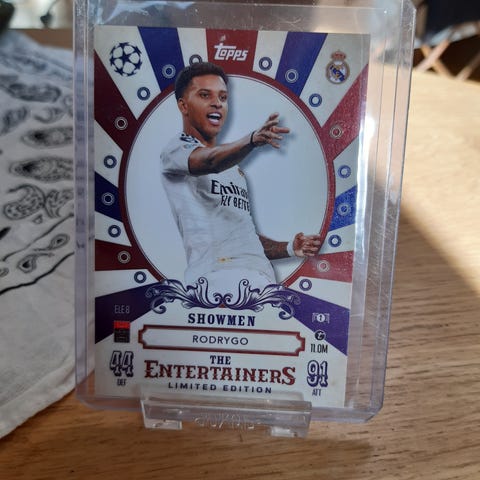 topps
Emirates
FLY BETTER
SHOWMEN
ELE 8
RODRYGO
11.0M
THE
ENTERTAINERS
LIMITED EDITION
44
DEF
91
ATT